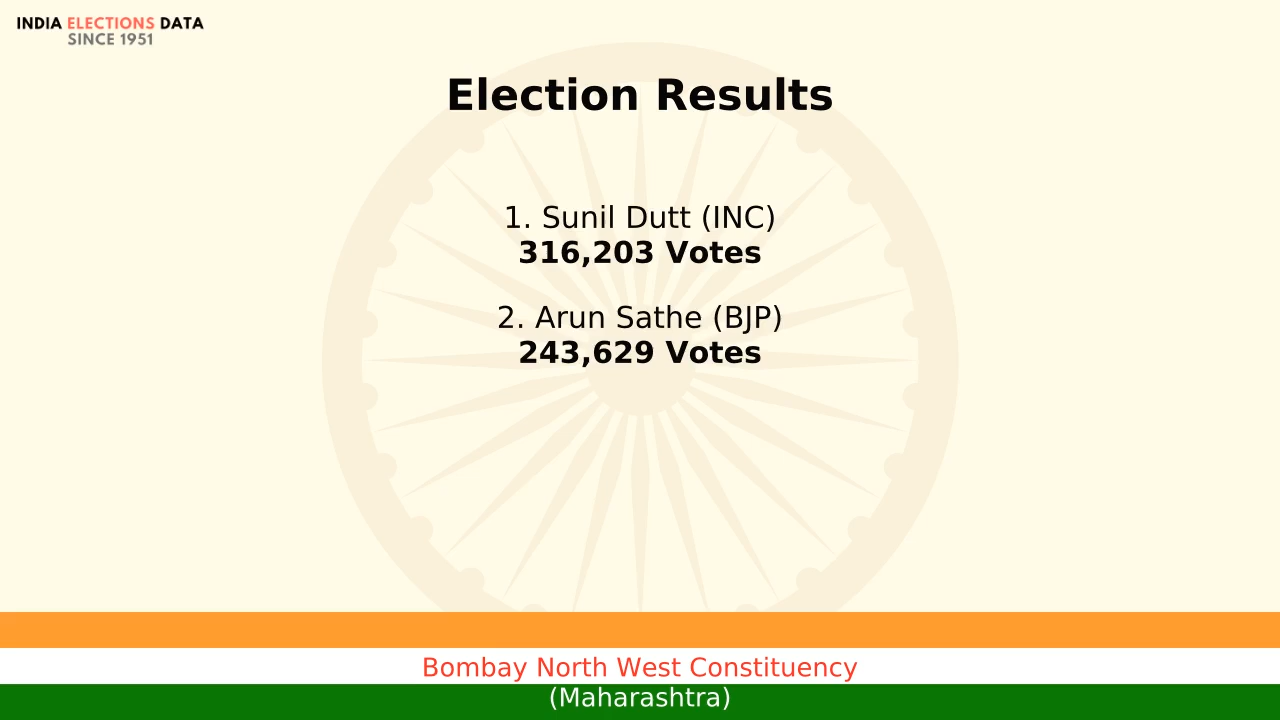 INDIA ELECTIONS DATA
SINCE 1951
Election Results
1. Sunil Dutt (INC)
316,203 Votes
2. Arun Sathe (BJP)
243,629 Votes
Bombay North West Constituency
(Maharashtra)